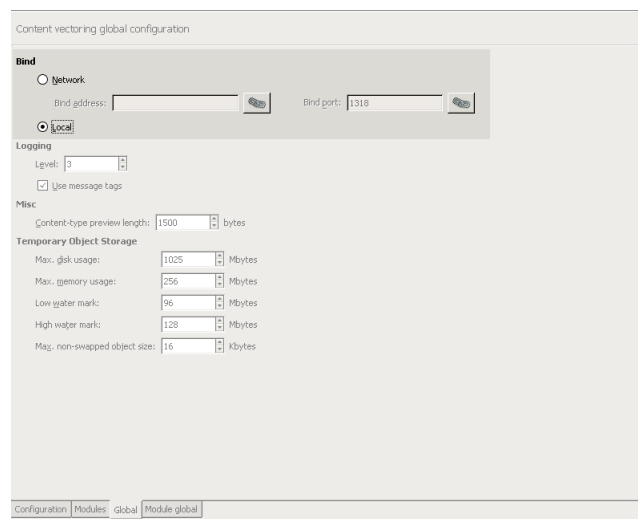 Content vectoring global configuration
Bind
Network
Bind address: Bind port: 1318
Local
Logging
Level: 3
Use message tags
Misc
Content-type preview length: 1500 bytes
Temporary Object Storage
Max. disk usage: 1025 Mbytes
Max. memory usage: 256 Mbytes
Low water mark: 96 Mbytes
High water mark: 128 Mbytes
Max. non-swapped object size: 16 Kbytes
Configuration Modules Global Module global